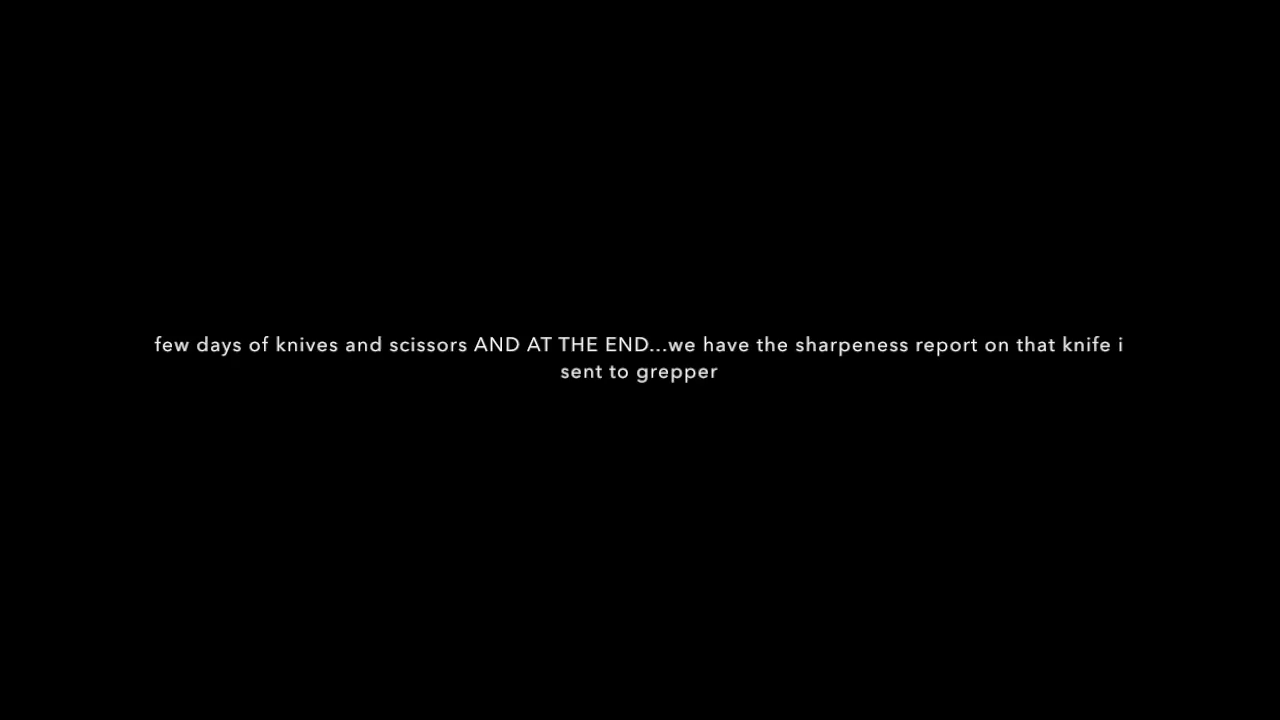 few days of knives and scissors AND AT THE END...we have the sharpeness report on that knife i
sent to grepper